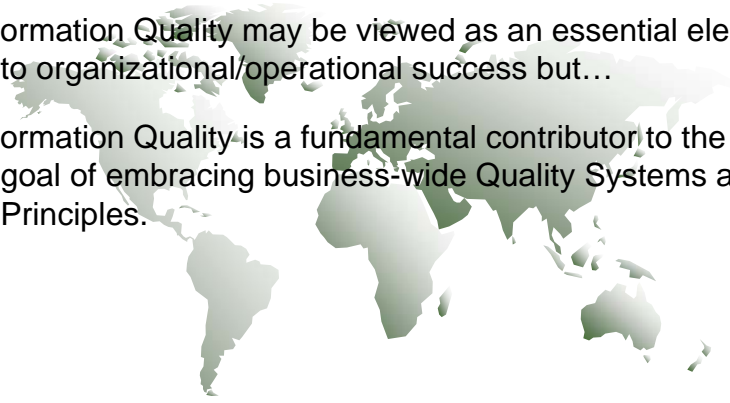 ormation Quality may be viewed as an essential ele
to organizational/operational success but…
ormation Quality is a fundamental contributor to the
goal of embracing business-wide Quality Systems a
Principles.